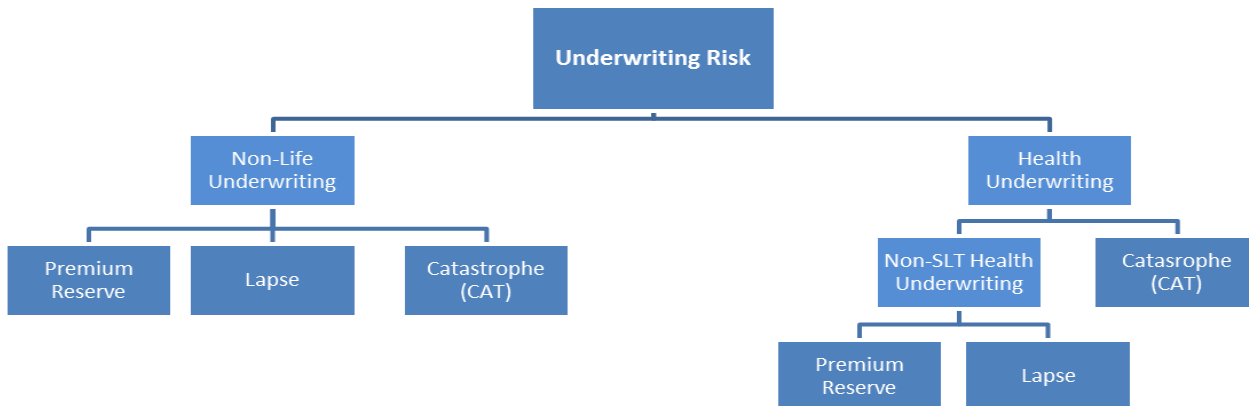 Underwriting Risk
Non-Life
Underwriting
Health
Underwriting
Premium
Reserve
Lapse
Catastrophe
(CAT)
Non-SLT Health
Underwriting
Catasrophe
(CAT)
Premium
Reserve
Lapse